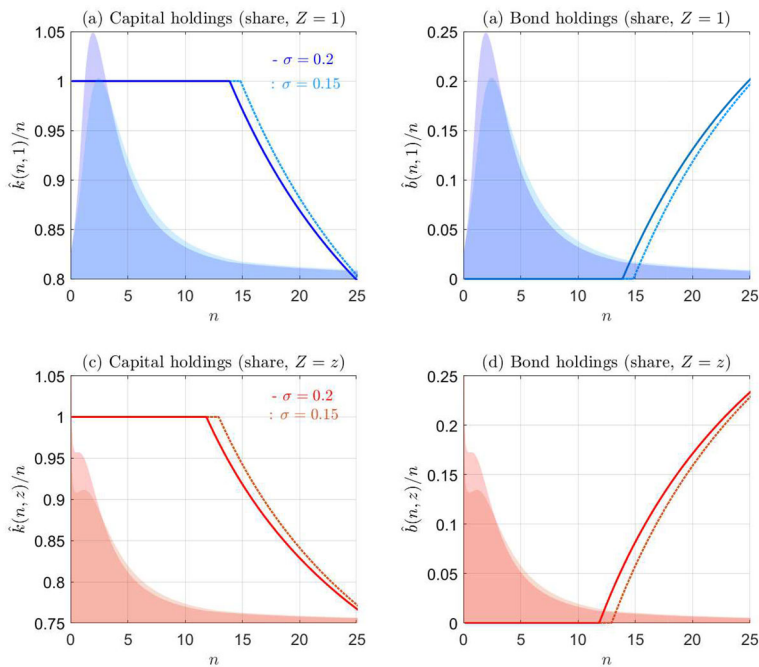 (a) Capital holdings (share, Z = 1)
1.05
1
0.95
0.9
0.85
0.8
k̂(n, 1)/n
- σ = 0.2
: σ = 0.15
0 5 10 15 20 25
n
(a) Bond holdings (share, Z = 1)
0.25
0.20
0.15
0.1
0.05
0
b̂(n, 1)/n
0 5 10 15 20 25
n
(c) Capital holdings (share, Z = z)
1.05
1
0.95
0.9
0.85
0.8
0.75
k̂(n, z)/n
- σ = 0.2
: σ = 0.15
0 5 10 15 20 25
n
(d) Bond holdings (share, Z = z)
0.25
0.2
0.15
0.1
0.05
0
b̂(n, z)/n
0 5 10 15 20 25
n